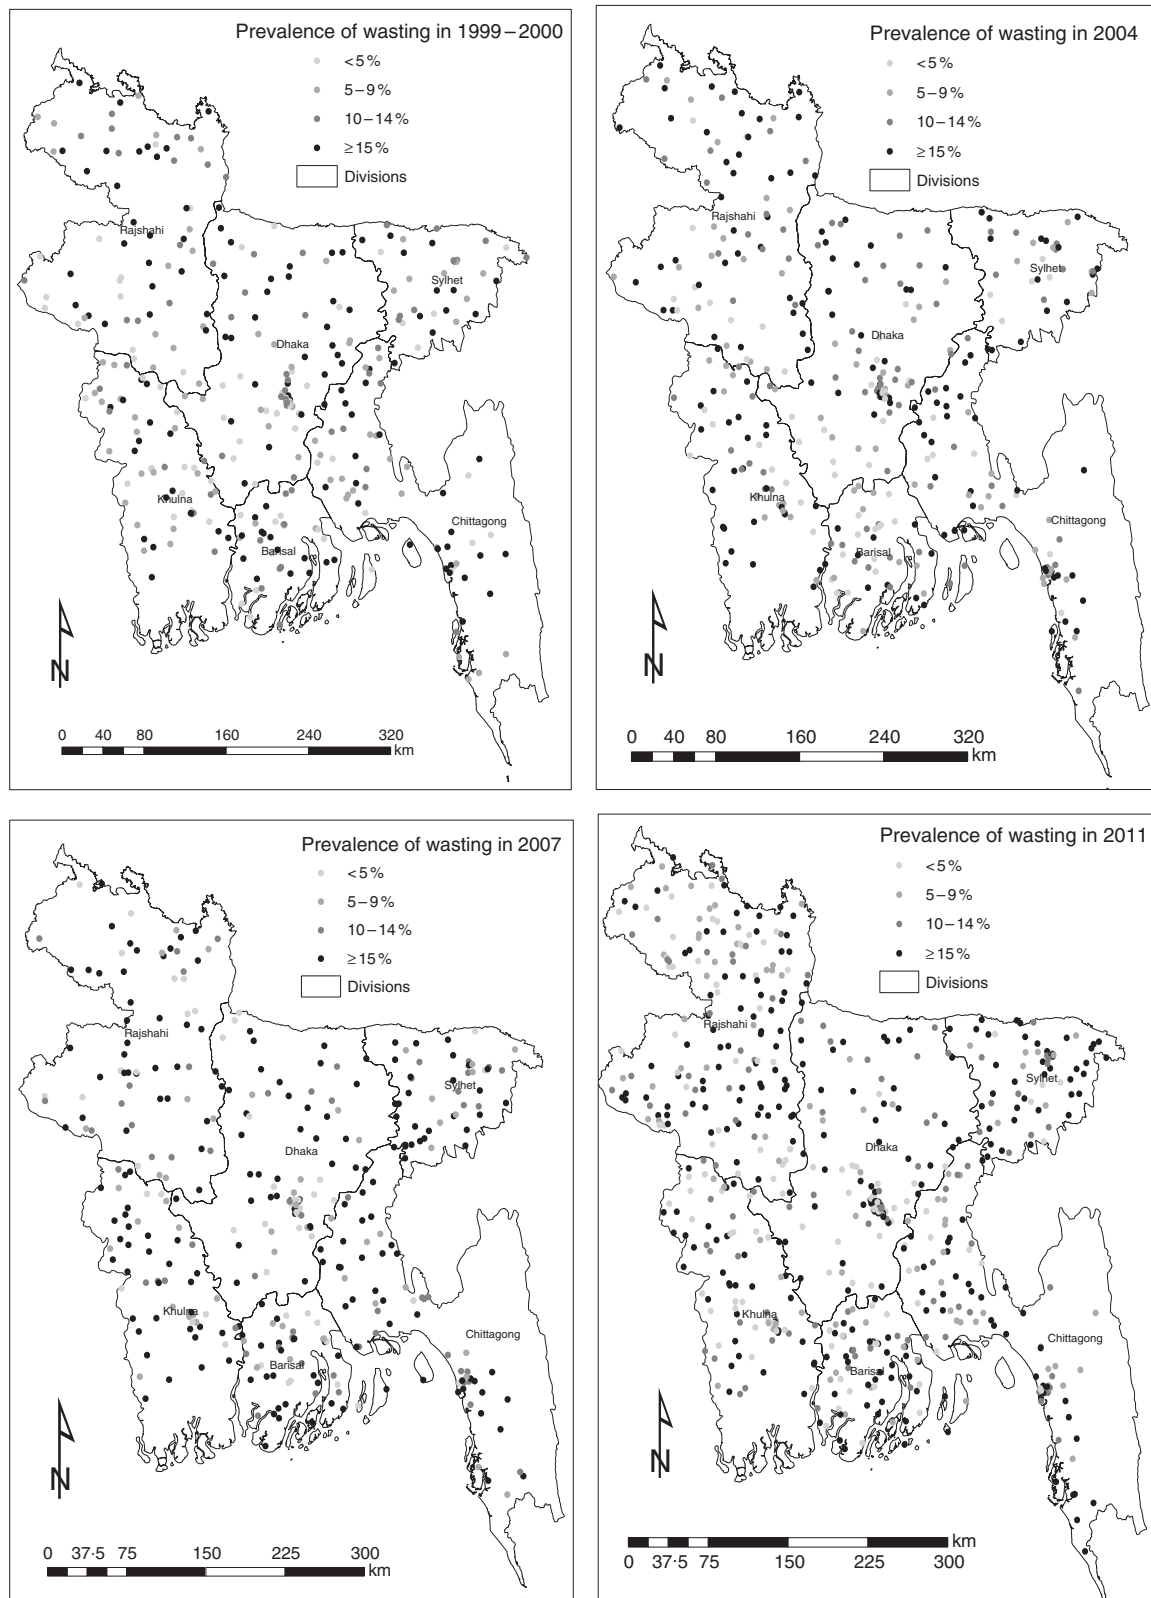 Prevalence of wasting in 1999–2000
<5%
5–9%
10–14%
≥15%
Divisions
Rajshahi
Sylhet
Dhaka
Khulna
Chittagong
Barisal
N
0 40 80 160 240 320
km
Prevalence of wasting in 2004
<5%
5–9%
10–14%
≥15%
Divisions
Rajshahi
Sylhet
Dhaka
Khulna
Chittagong
Barisal
N
0 40 80 160 240 320
km
Prevalence of wasting in 2007
<5%
5–9%
10–14%
≥15%
Divisions
Rajshahi
Sylhet
Dhaka
Khulna
Chittagong
Barisal
N
0 37·5 75 150 225 300
km
Prevalence of wasting in 2011
<5%
5–9%
10–14%
≥15%
Divisions
Rajshahi
Sylhet
Dhaka
Khulna
Chittagong
Barisal
N
km
0 37·5 75 150 225 300